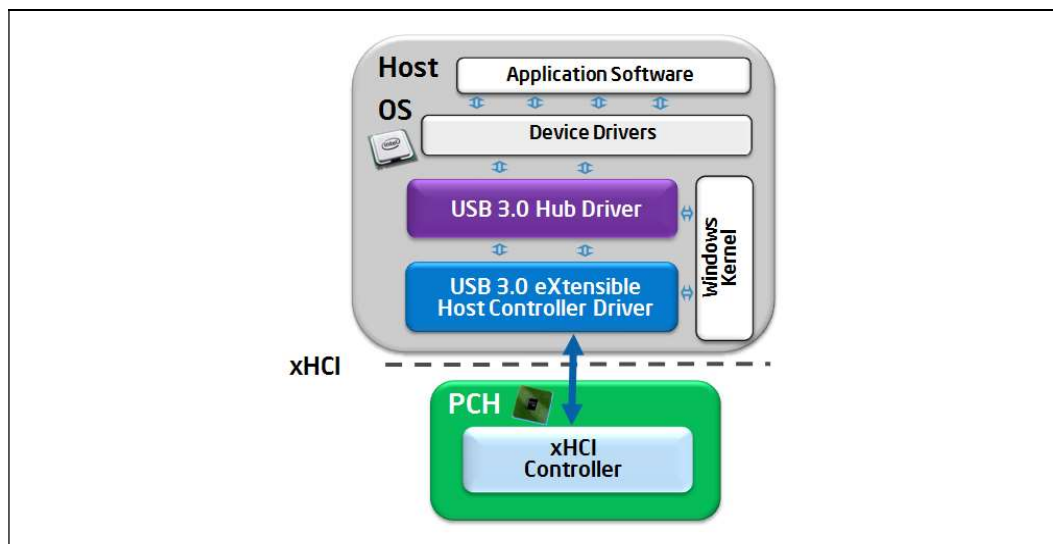 Host
OS
Application Software
Device Drivers
USB 3.0 Hub Driver
USB 3.0 eXtensible
Host Controller Driver
Windows
Kernel
xHCI
PCH
xHCI
Controller